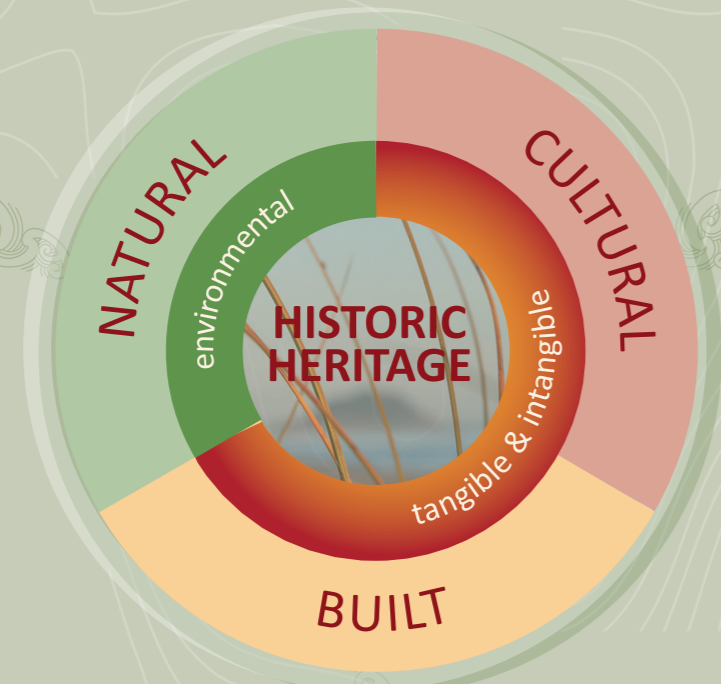 NATURAL
CULTURAL
environmental
HISTORIC
HERITAGE
tangible & intangible
BUILT